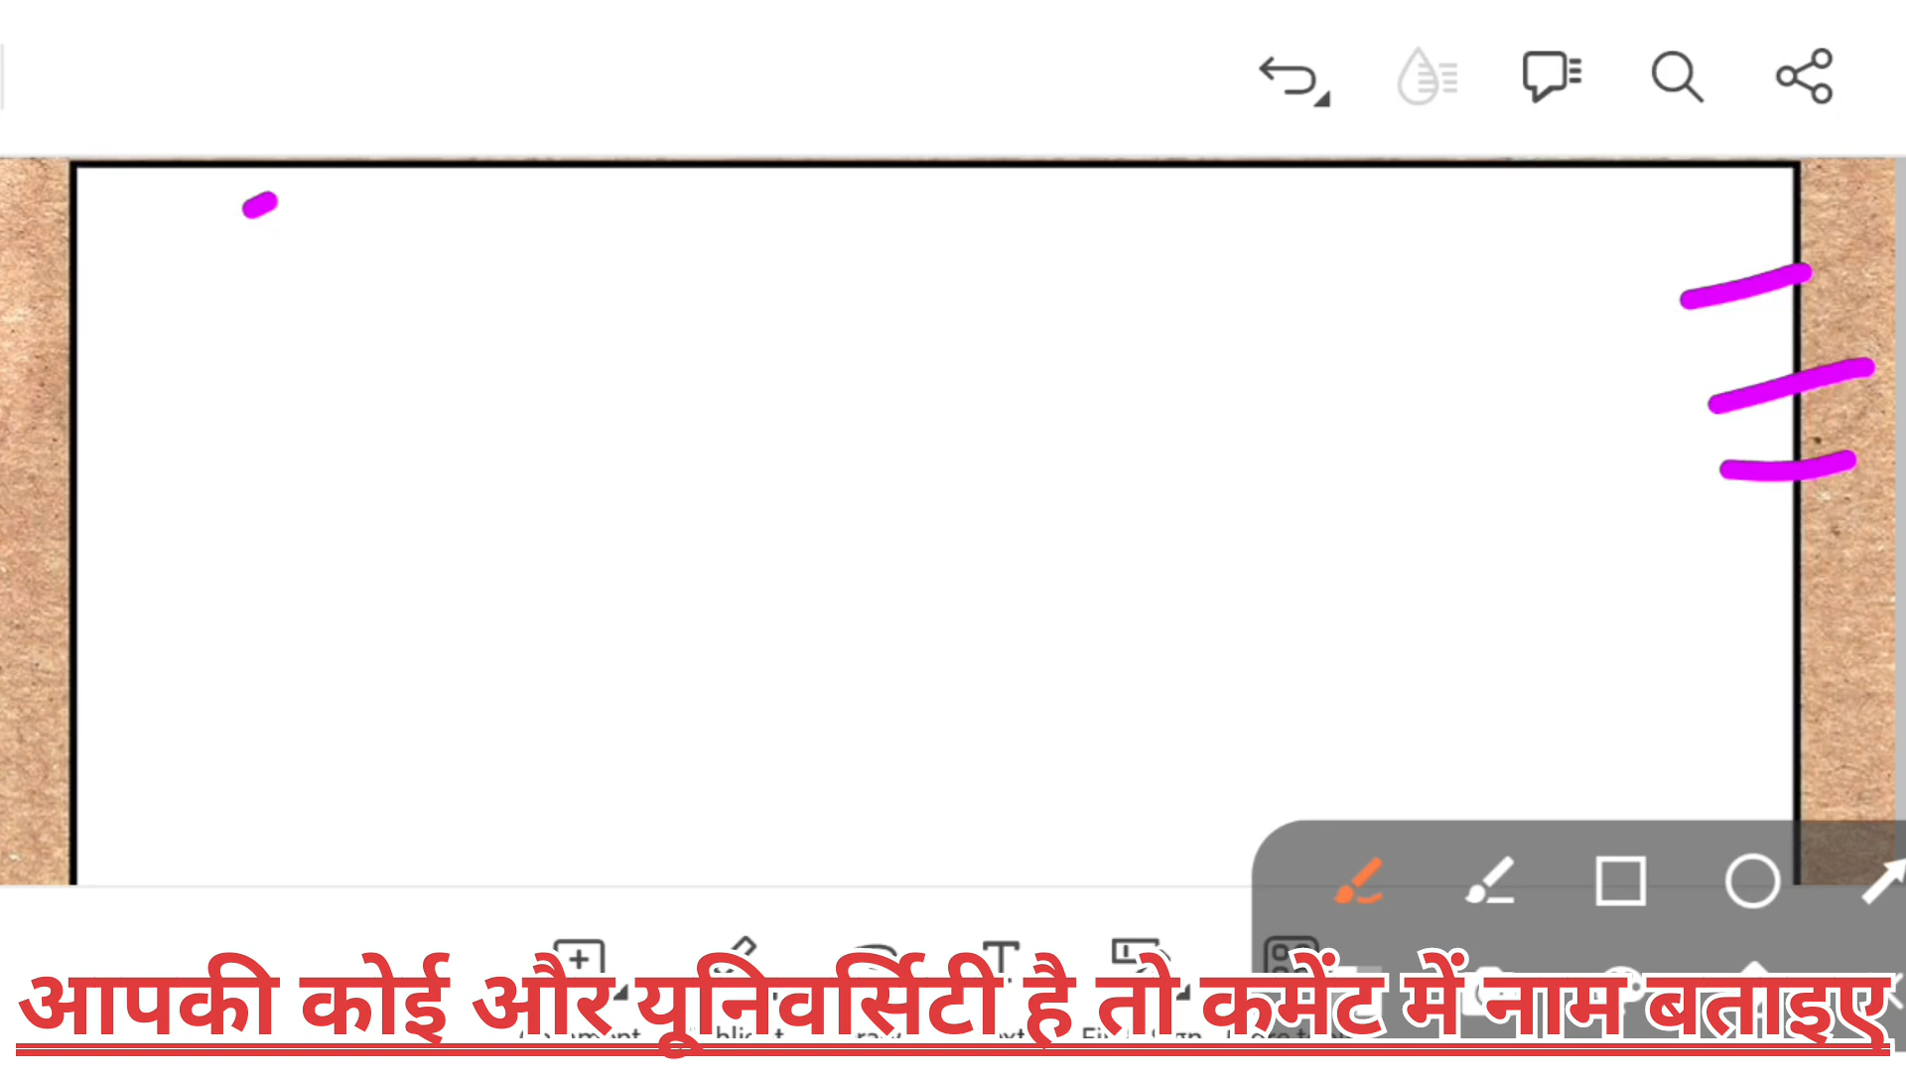 आपकी कोई और यूनिवर्सिटी है तो कमेंट में नाम बताइए